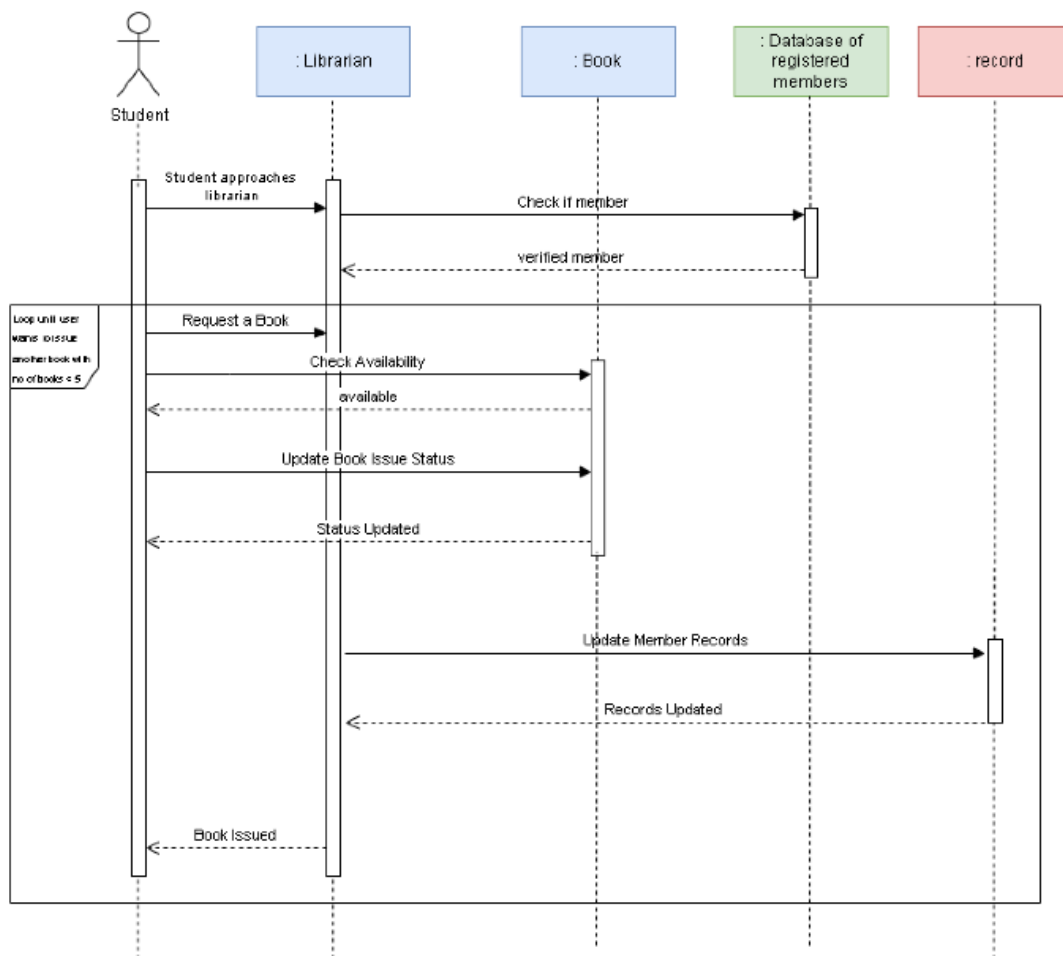 Student
: Librarian
: Book
: Database of
registered
members
: record
Student approaches
librarian
Check if member
verified member
Loop until user
wants to issue
another book with
no of books < 5
Request a Book
Check Availability
available
Update Book Issue Status
Status Updated
Update Member Records
Records Updated
Book Issued